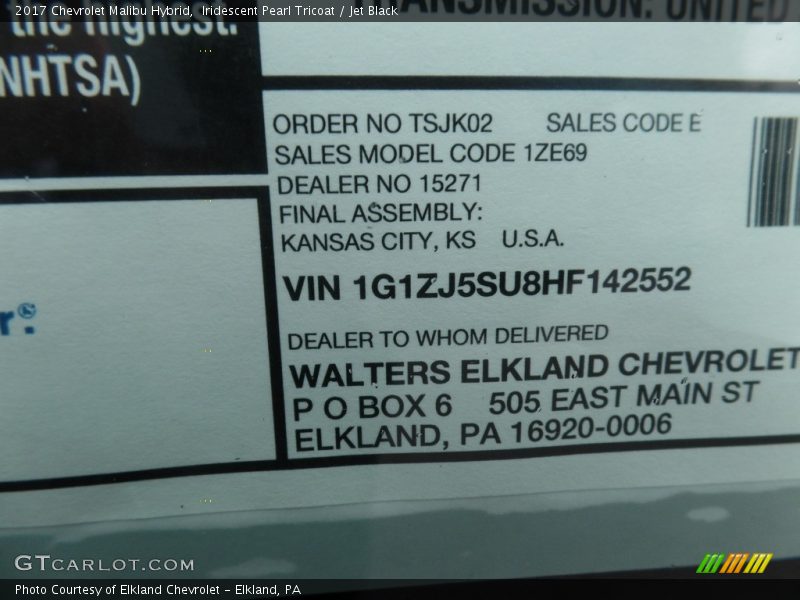 2017 Chevrolet Malibu Hybrid, Iridescent Pearl Tricoat / Jet Black
the highest.
NHTSA)
TRANSMISSION: UNITED
ORDER NO TSJK02 SALES CODE E
SALES MODEL CODE 1ZE69
DEALER NO 15271
FINAL ASSEMBLY:
KANSAS CITY, KS U.S.A.
VIN 1G1ZJ5SU8HF142552
r®:
DEALER TO WHOM DELIVERED
WALTERS ELKLAND CHEVROLET
P O BOX 6 505 EAST MAIN ST
ELKLAND, PA 16920-0006
GTCARLOT.COM
Photo Courtesy of Elkland Chevrolet - Elkland, PA